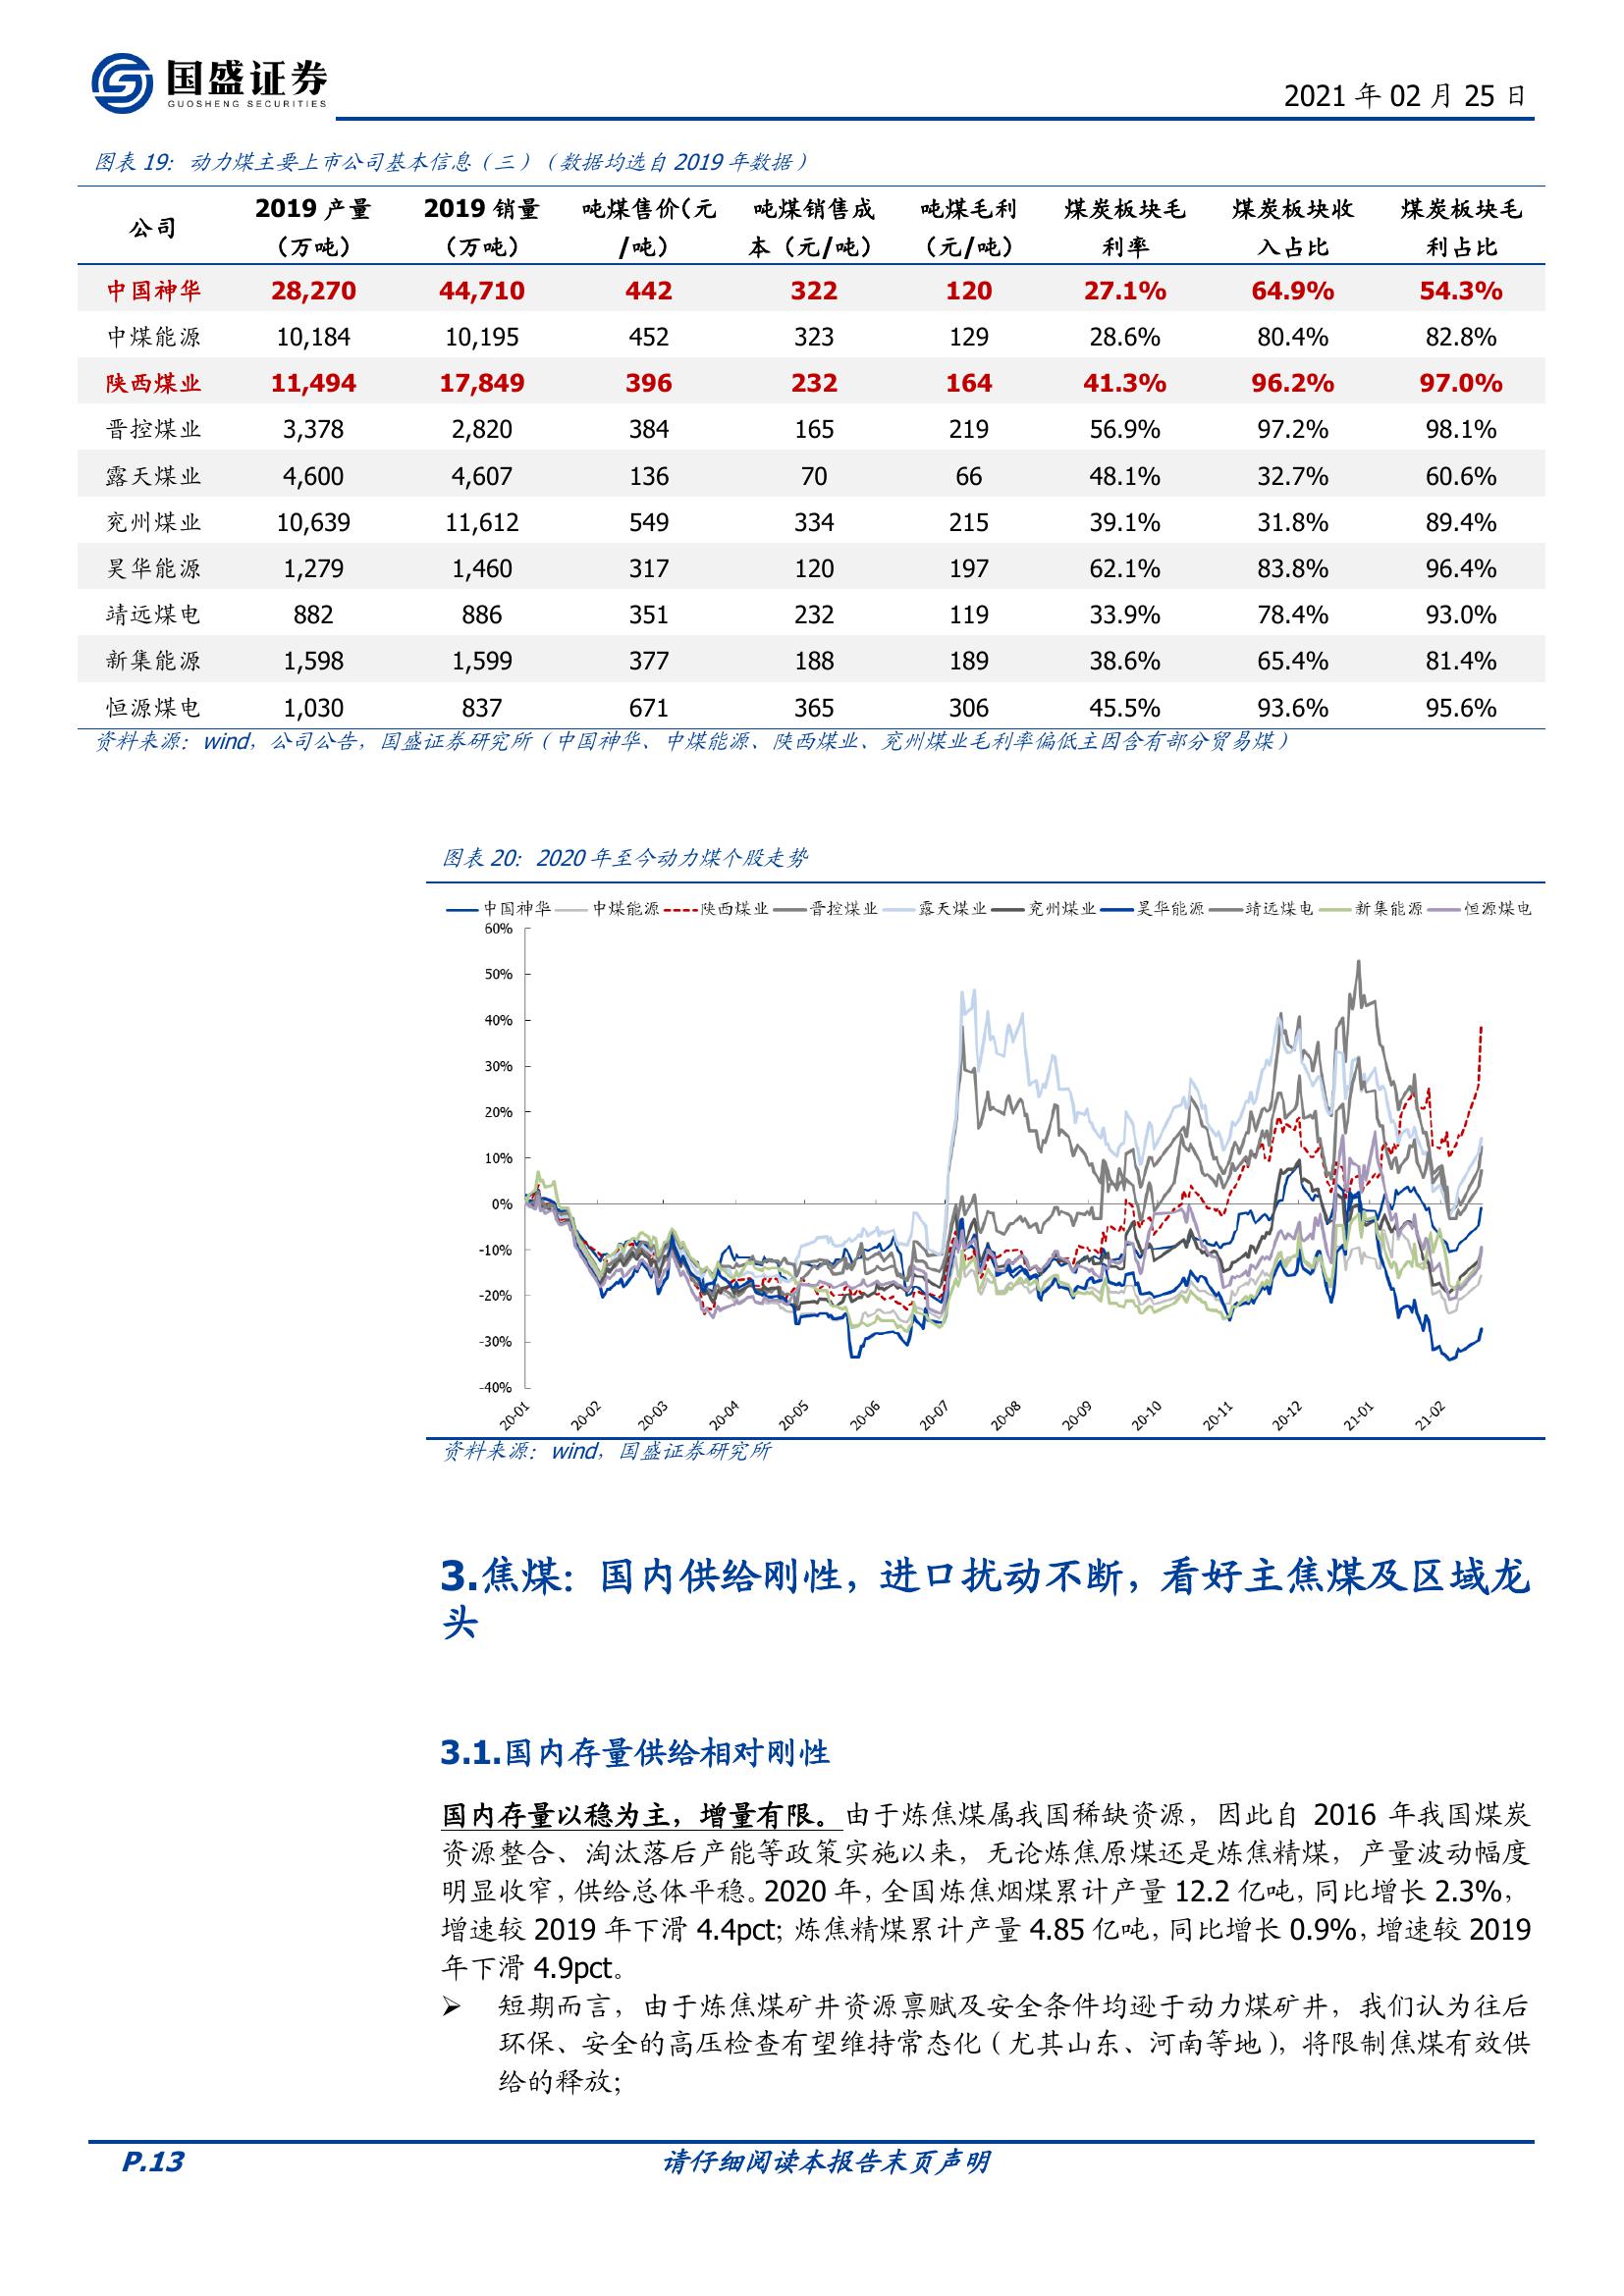 国盛证券
GUOSHENG SECURITIES
2021 年 02 月 25 日
图表 19：动力煤主要上市公司基本信息（三）（数据均选自 2019 年数据）
公司 2019 产量（万吨） 2019 销量（万吨） 吨煤售价(元/吨） 吨煤销售成本（元/吨） 吨煤毛利（元/吨） 煤炭板块毛利率 煤炭板块收入占比 煤炭板块毛利占比
中国神华 28,270 44,710 442 322 120 27.1% 64.9% 54.3%
中煤能源 10,184 10,195 452 323 129 28.6% 80.4% 82.8%
陕西煤业 11,494 17,849 396 232 164 41.3% 96.2% 97.0%
晋控煤业 3,378 2,820 384 165 219 56.9% 97.2% 98.1%
露天煤业 4,600 4,607 136 70 66 48.1% 32.7% 60.6%
兖州煤业 10,639 11,612 549 334 215 39.1% 31.8% 89.4%
昊华能源 1,279 1,460 317 120 197 62.1% 83.8% 96.4%
靖远煤电 882 886 351 232 119 33.9% 78.4% 93.0%
新集能源 1,598 1,599 377 188 189 38.6% 65.4% 81.4%
恒源煤电 1,030 837 671 365 306 45.5% 93.6% 95.6%
资料来源：wind，公司公告，国盛证券研究所（中国神华、中煤能源、陕西煤业、兖州煤业毛利率偏低主因含有部分贸易煤）
图表 20：2020 年至今动力煤个股走势
中国神华 中煤能源 陕西煤业 晋控煤业 露天煤业 兖州煤业 昊华能源 靖远煤电 新集能源 恒源煤电
60%
50%
40%
30%
20%
10%
0%
-10%
-20%
-30%
-40%
20-01 20-02 20-03 20-04 20-05 20-06 20-07 20-08 20-09 20-10 20-11 20-12 21-01 21-02
资料来源：wind，国盛证券研究所
3.焦煤：国内供给刚性，进口扰动不断，看好主焦煤及区域龙
头
3.1.国内存量供给相对刚性
国内存量以稳为主，增量有限。由于炼焦煤属我国稀缺资源，因此自 2016 年我国煤炭
资源整合、淘汰落后产能等政策实施以来，无论炼焦原煤还是炼焦精煤，产量波动幅度
明显收窄，供给总体平稳。2020 年，全国炼焦烟煤累计产量 12.2 亿吨，同比增长 2.3%，
增速较 2019 年下滑 4.4pct；炼焦精煤累计产量 4.85 亿吨，同比增长 0.9%，增速较 2019
年下滑 4.9pct。
➢ 短期而言，由于炼焦煤矿井资源禀赋及安全条件均逊于动力煤矿井，我们认为往后
环保、安全的高压检查有望维持常态化（尤其山东、河南等地），将限制焦煤有效供
给的释放；
P.13
请仔细阅读本报告末页声明